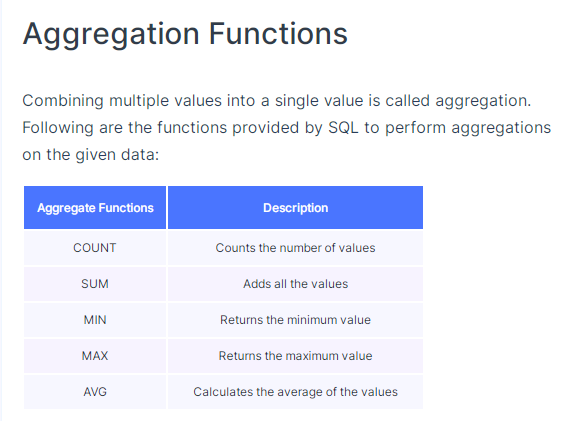 Aggregation Functions
Combining multiple values into a single value is called aggregation.
Following are the functions provided by SQL to perform aggregations
on the given data:
Aggregate Functions Description
COUNT Counts the number of values
SUM Adds all the values
MIN Returns the minimum value
MAX Returns the maximum value
AVG Calculates the average of the values